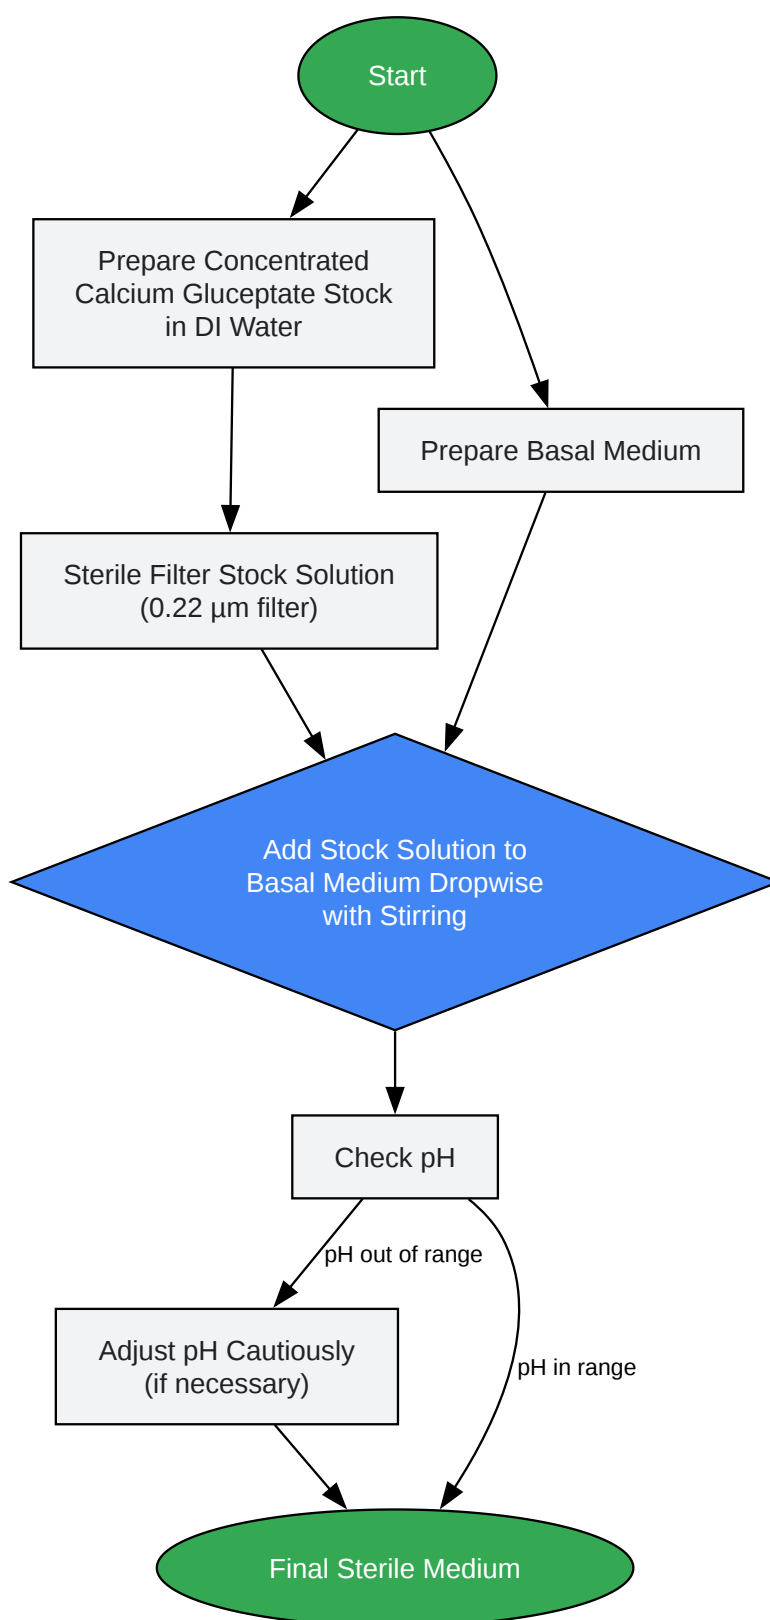 Start
Prepare Concentrated
Calcium Gluceptate Stock
in DI Water
Prepare Basal Medium
Sterile Filter Stock Solution
(0.22 µm filter)
Add Stock Solution to
Basal Medium Dropwise
with Stirring
Check pH
pH out of range
Adjust pH Cautiously
(if necessary)
pH in range
Final Sterile Medium